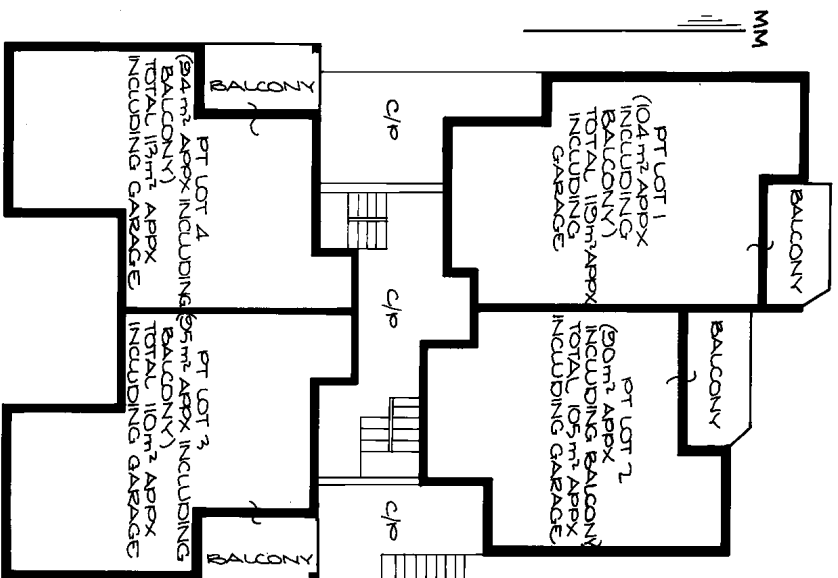 MM
BALCONY
PT LOT 1
(104 m² APPX
INCLUDING
BALCONY)
TOTAL 119m² APPX
INCLUDING
GARAGE
BALCONY
PT LOT 2
(90m² APPX
INCLUDING BALCONY
TOTAL 105m² APPX
INCLUDING GARAGE
C/P
C/P
C/P
BALCONY
PT LOT 4
(94m² APPX INCLUDING
BALCONY)
TOTAL 113m² APPX
INCLUDING GARAGE
PT LOT 3
(95m² APPX INCLUDING
BALCONY)
TOTAL 110m² APPX
INCLUDING GARAGE
BALCONY